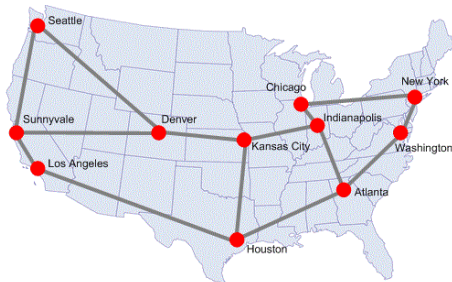 Seattle
New York
Chicago
Indianapolis
Sunnyvale
Denver
Kansas City
Washington
Los Angeles
Atlanta
Houston